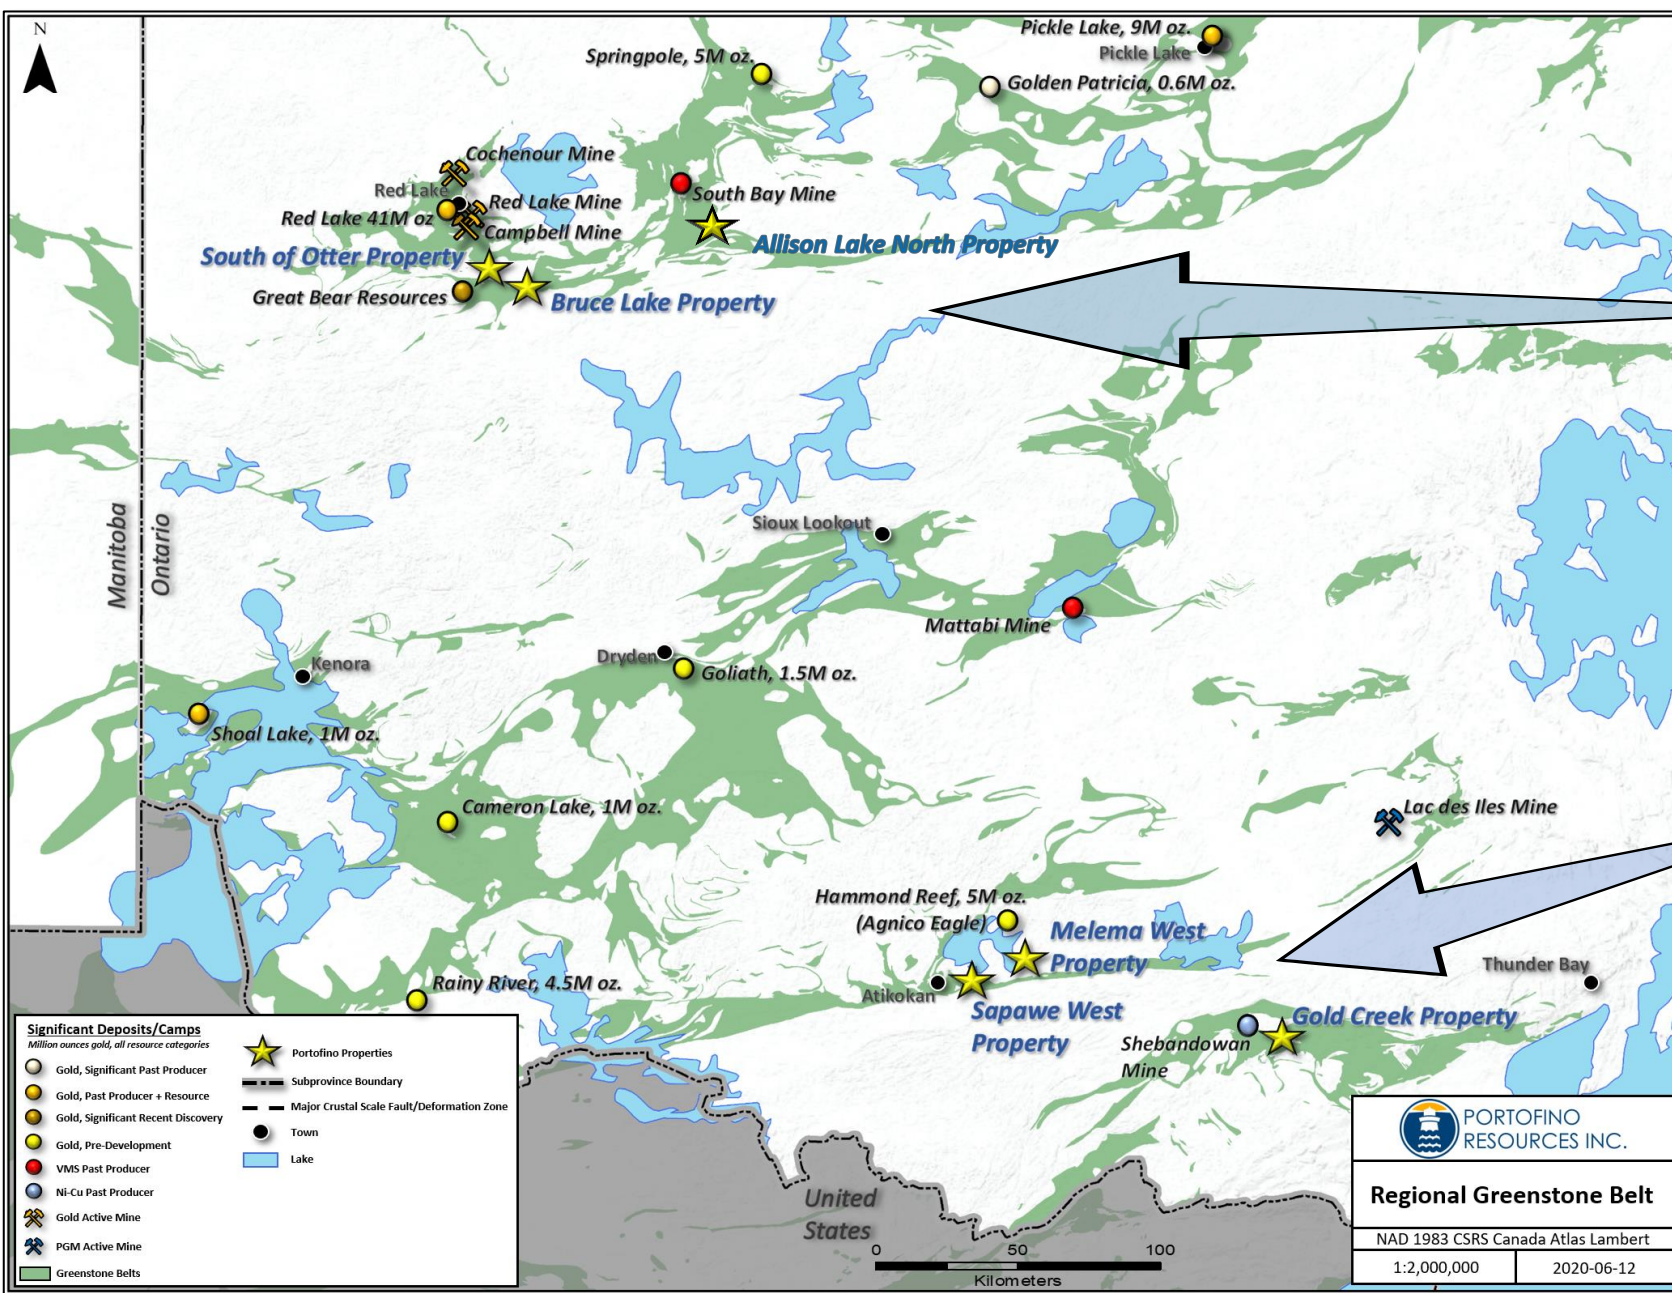 N
Pickle Lake, 9M oz.
Pickle Lake
Springpole, 5M oz.
Golden Patricia, 0.6M oz.
Cochenour Mine
Red Lake
South Bay Mine
Red Lake Mine
Red Lake 41M oz
Campbell Mine
Allison Lake North Property
South of Otter Property
Great Bear Resources
Bruce Lake Property
Manitoba
Ontario
Sioux Lookout
Mattabi Mine
Dryden
Kenora
Goliath, 1.5M oz.
Shoal Lake, 1M oz.
Cameron Lake, 1M oz.
Lac des Iles Mine
Hammond Reef, 5M oz.
(Agnico Eagle)
Melema West
Property
Thunder Bay
Rainy River, 4.5M oz.
Atikokan
Sapawe West
Property
Gold Creek Property
Shebandowan
Mine
United
States
Significant Deposits/Camps
Million ounces gold, all resource categories
Gold, Significant Past Producer
Gold, Past Producer + Resource
Gold, Significant Recent Discovery
Gold, Pre-Development
VMS Past Producer
Ni-Cu Past Producer
Gold Active Mine
PGM Active Mine
Greenstone Belts
Portofino Properties
Subprovince Boundary
Major Crustal Scale Fault/Deformation Zone
Town
Lake
0 50 100
Kilometers
PORTOFINO
RESOURCES INC.
Regional Greenstone Belt
NAD 1983 CSRS Canada Atlas Lambert
1:2,000,000
2020-06-12